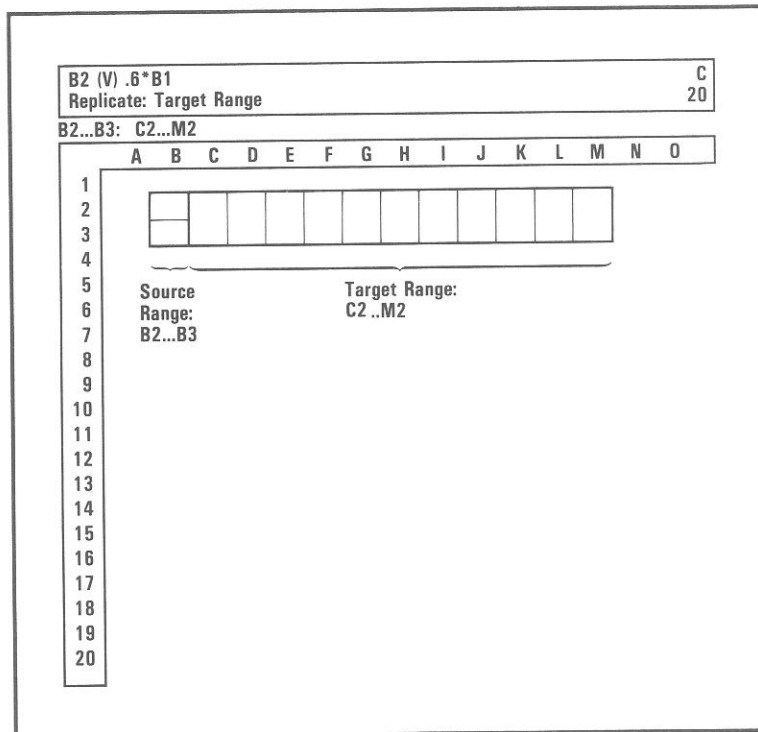 B2 (V) .6*B1 C
Replicate: Target Range 20
B2...B3: C2...M2
A B C D E F G H I J K L M N O
1
2
3
4
5
6
7
8
9
10
11
12
13
14
15
16
17
18
19
20
Source
Range:
B2...B3
Target Range:
C2 ..M2